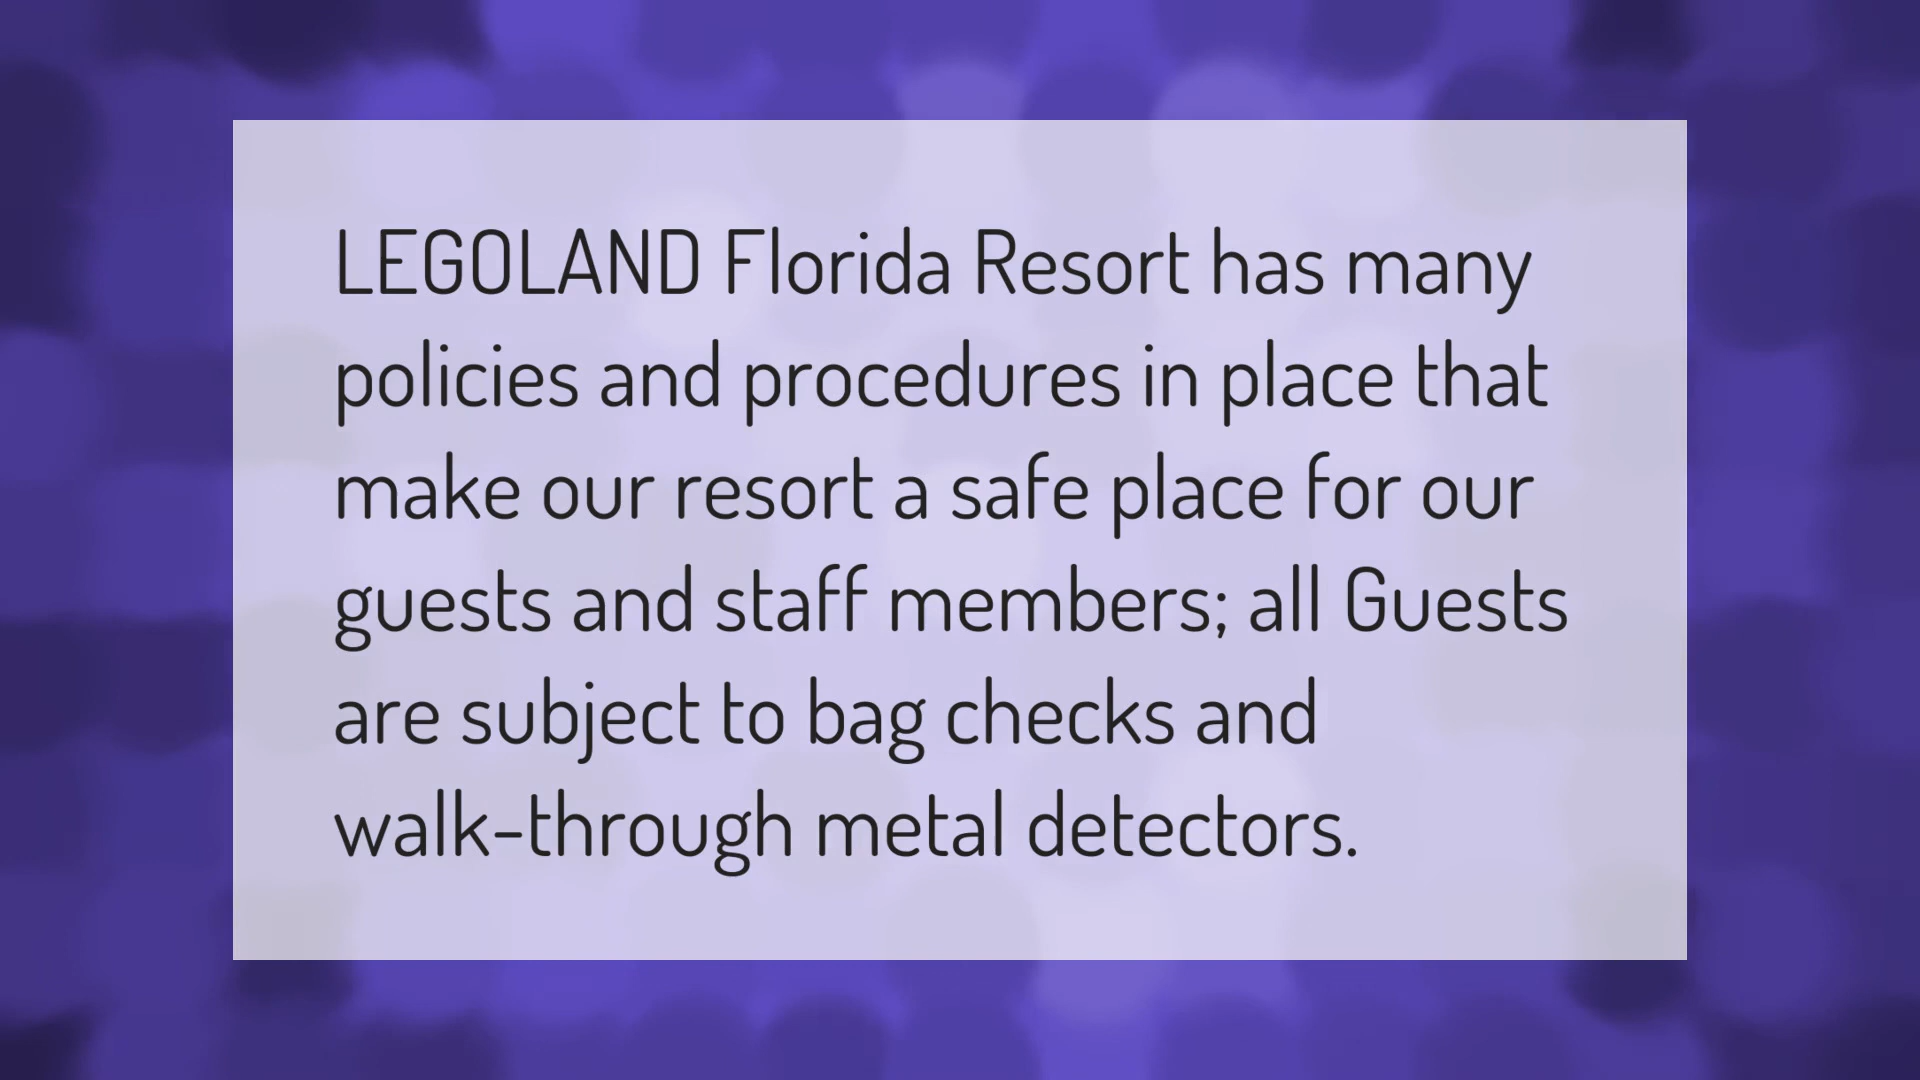 LEGOLAND Florida Resort has many
policies and procedures in place that
make our resort a safe place for our
guests and staff members; all Guests
are subject to bag checks and
walk-through metal detectors.